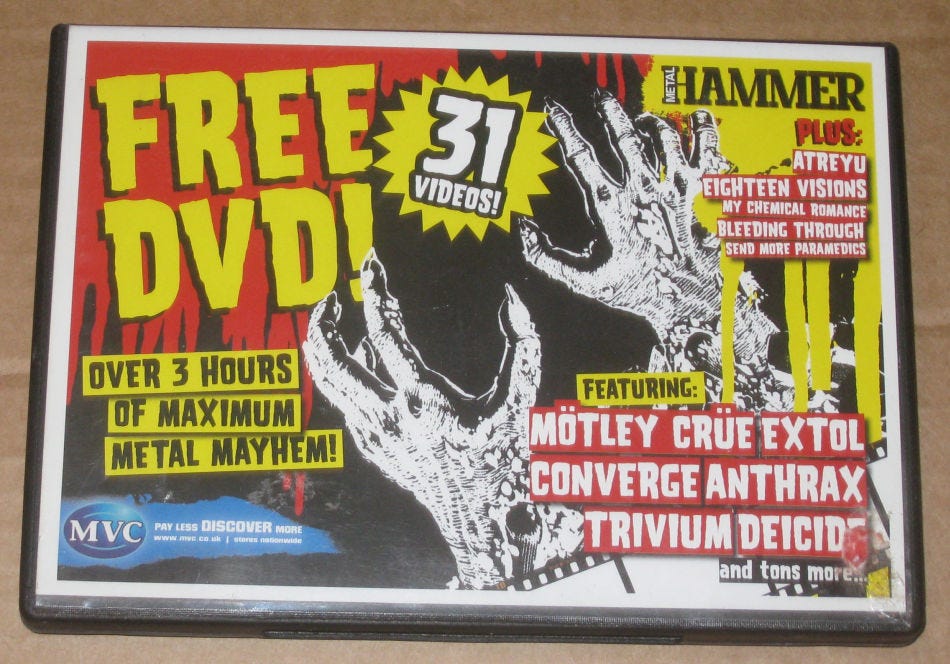 FREE
DVD!
31
VIDEOS!
METAL HAMMER
PLUS:
ATREYU
EIGHTEEN VISIONS
MY CHEMICAL ROMANCE
BLEEDING THROUGH
SEND MORE PARAMEDICS
OVER 3 HOURS
OF MAXIMUM
METAL MAYHEM!
FEATURING:
MÖTLEY CRÜE EXTOL
CONVERGE ANTHRAX
TRIVIUM DEICIDE
and tons more...
MVC
PAY LESS DISCOVER MORE
www.mvc.co.uk | stores nationwide